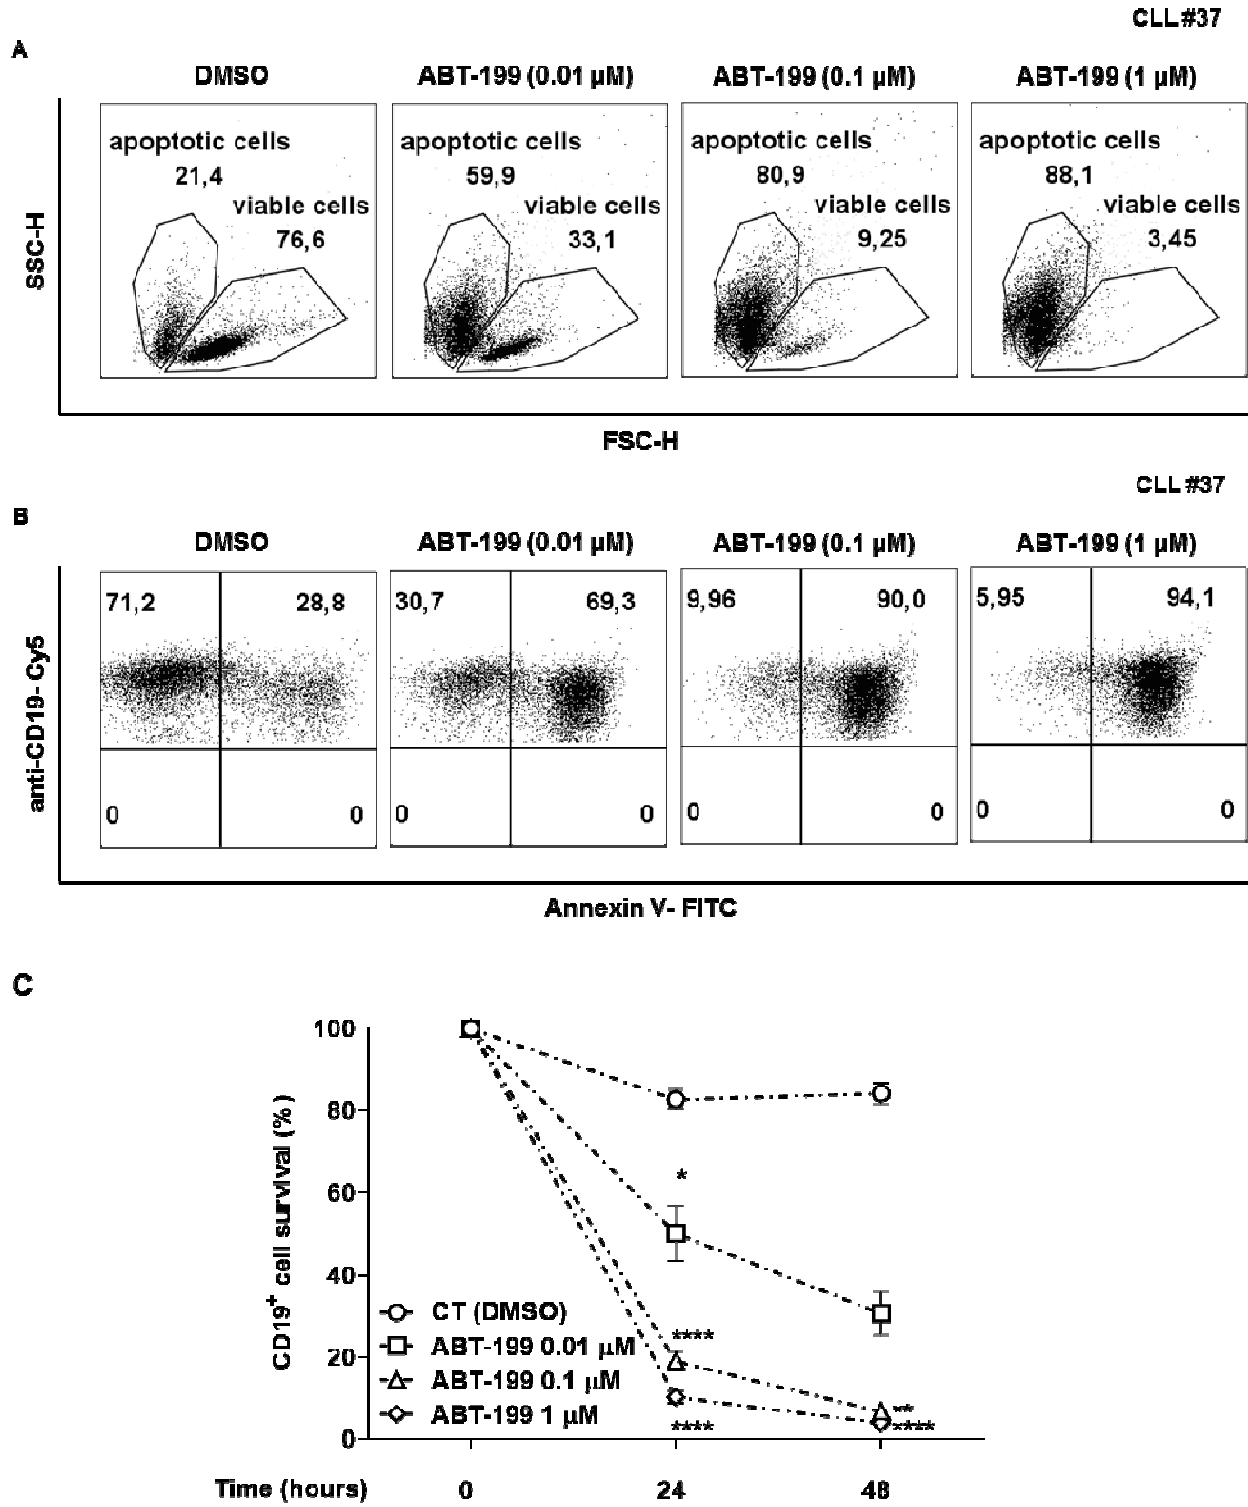 CLL #37
A
DMSO ABT-199 (0.01 µM) ABT-199 (0.1 µM) ABT-199 (1 µM)
apoptotic cells apoptotic cells apoptotic cells apoptotic cells
21,4 59,9 80,9 88,1
viable cells viable cells viable cells viable cells
76,6 33,1 9,25 3,45
SSC-H
FSC-H
CLL #37
B
DMSO ABT-199 (0.01 µM) ABT-199 (0.1 µM) ABT-199 (1 µM)
71,2 28,8 30,7 69,3 9,96 90,0 5,95 94,1
anti-CD19- Cy5
0 0 0 0 0 0 0 0
Annexin V- FITC
C
100
80
60
40
20
0
CD19+ cell survival (%)
*
****
****
**
****
CT (DMSO)
ABT-199 0.01 µM
ABT-199 0.1 µM
ABT-199 1 µM
Time (hours) 0 24 48